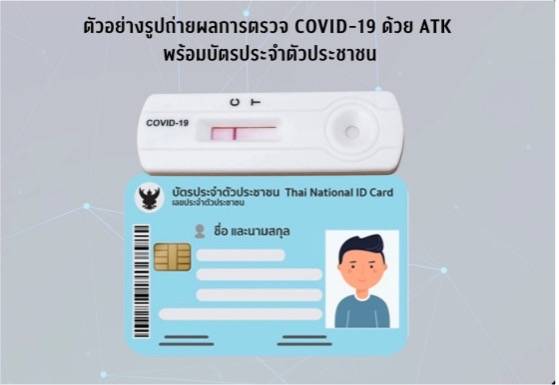 ตัวอย่างรูปถ่ายผลการตรวจ COVID-19 ด้วย ATK
พร้อมบัตรประจำตัวประชาชน
C T
COVID-19
บัตรประจำตัวประชาชน Thai National ID Card
เลขประจำตัวประชาชน
ชื่อ และนามสกุล